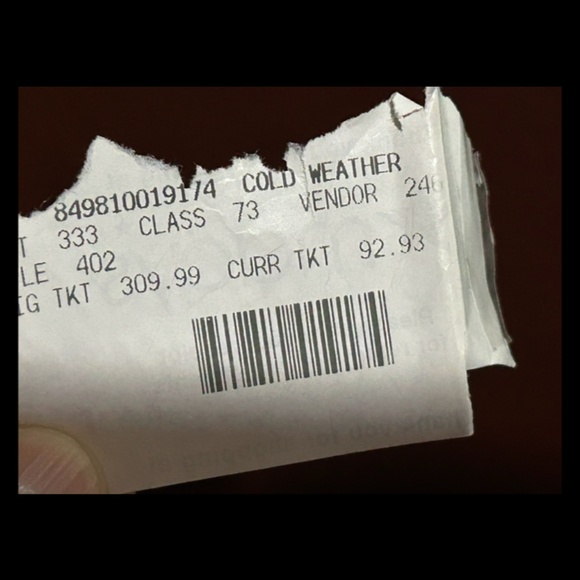 849810019174 COLD WEATHER
T 333 CLASS 73 VENDOR 246
LE 402
IG TKT 309.99 CURR TKT 92.93